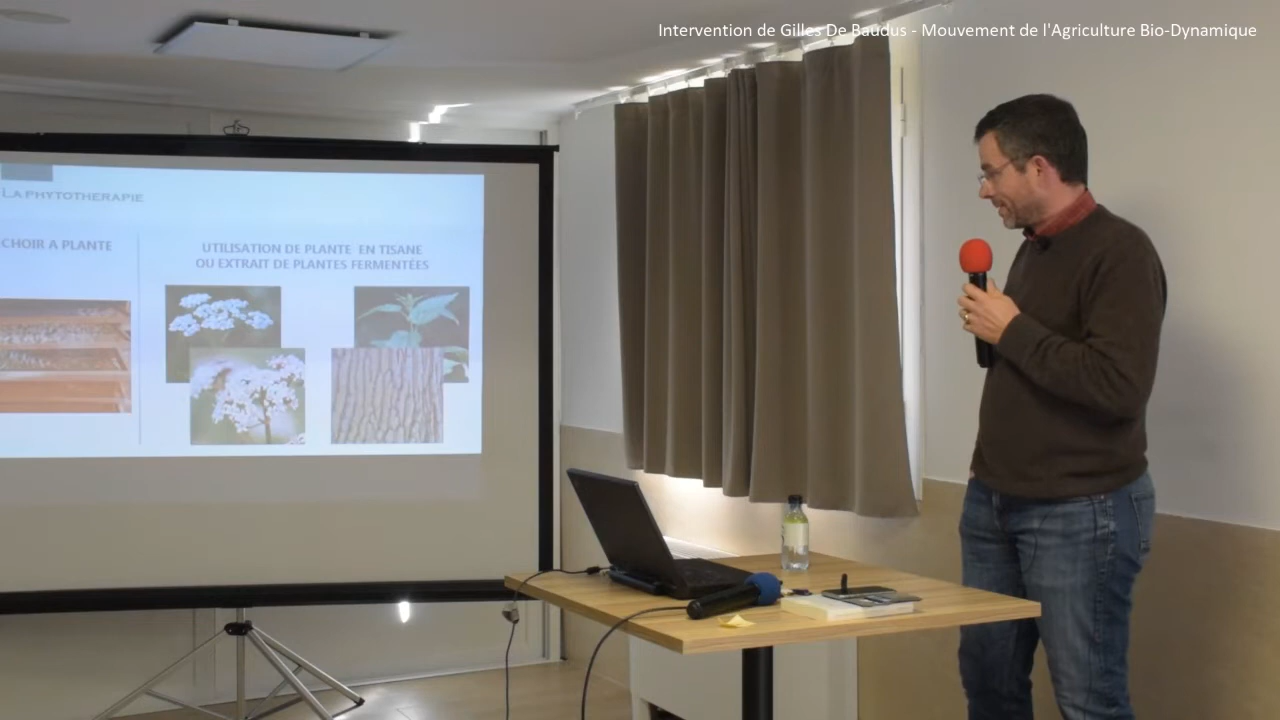 Intervention de Gilles De Baudus - Mouvement de l'Agriculture Bio-Dynamique
LA PHYTOTHERAPIE
CHOIR A PLANTE
UTILISATION DE PLANTE EN TISANE
OU EXTRAIT DE PLANTES FERMENTÉES